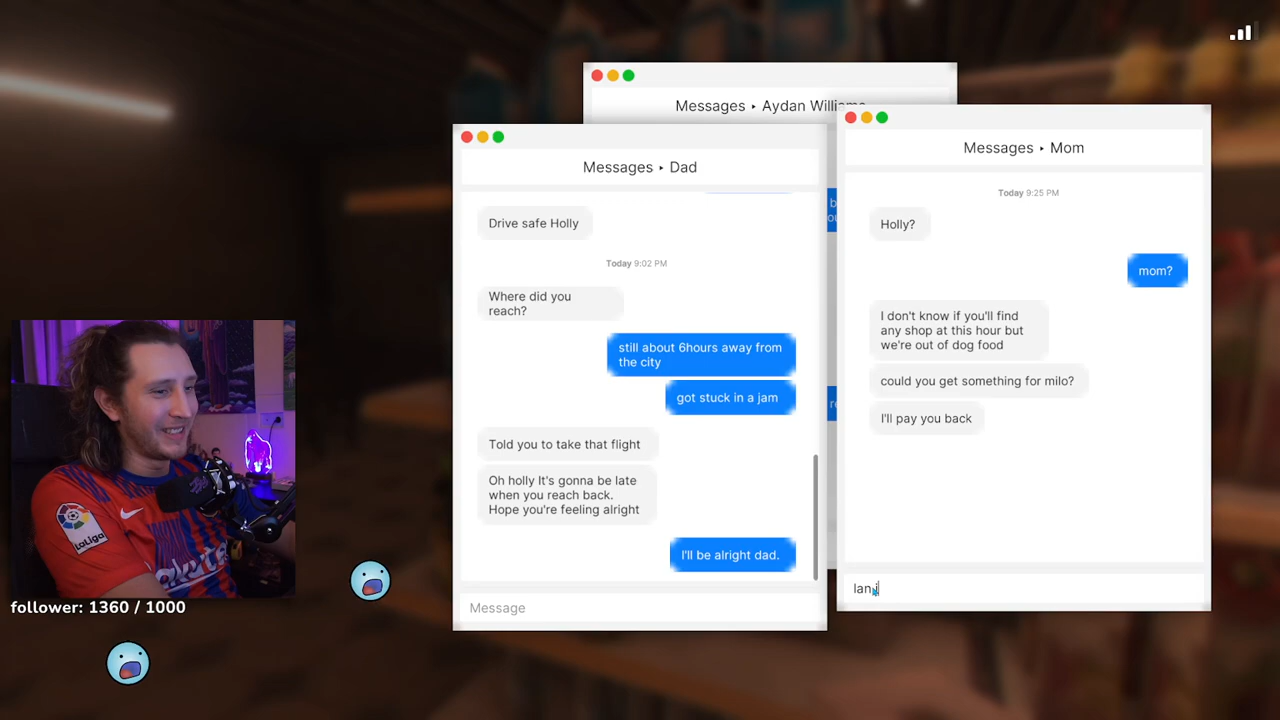 Messages ‣ Aydan Williams
Messages ‣ Dad
Drive safe Holly
Today 9:02 PM
Where did you
reach?
still about 6hours away from
the city
got stuck in a jam
Told you to take that flight
Oh holly It's gonna be late
when you reach back.
Hope you're feeling alright
I'll be alright dad.
Message
Messages ‣ Mom
Today 9:25 PM
Holly?
mom?
I don't know if you'll find
any shop at this hour but
we're out of dog food
could you get something for milo?
I'll pay you back
LaLiga
follower: 1360 / 1000